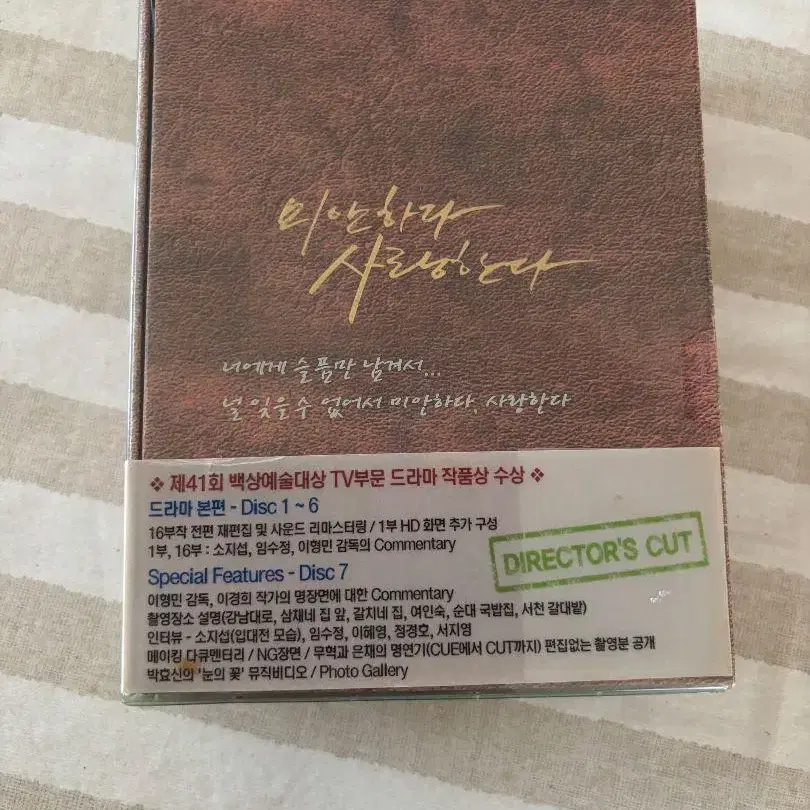 미안하다
사랑한다
너에게 슬픔만 남겨서...
널 잊을수 없어서 미안하다, 사랑한다
❖ 제41회 백상예술대상 TV부문 드라마 작품상 수상 ❖
드라마 본편 - Disc 1 ~ 6
16부작 전편 재편집 및 사운드 리마스터링 / 1부 HD 화면 추가 구성
1부, 16부 : 소지섭, 임수정, 이형민 감독의 Commentary
DIRECTOR'S CUT
Special Features - Disc 7
이형민 감독, 이경희 작가의 명장면에 대한 Commentary
촬영장소 설명(강남대로, 삼채네 집 앞, 갈치네 집, 여인숙, 순대 국밥집, 서천 갈대밭)
인터뷰 - 소지섭(입대전 모습), 임수정, 이혜영, 정경호, 서지영
메이킹 다큐멘터리 / NG장면 / 무혁과 은채의 명연기(CUE에서 CUT까지) 편집없는 촬영분 공개
박효신의 '눈의 꽃' 뮤직비디오 / Photo Gallery